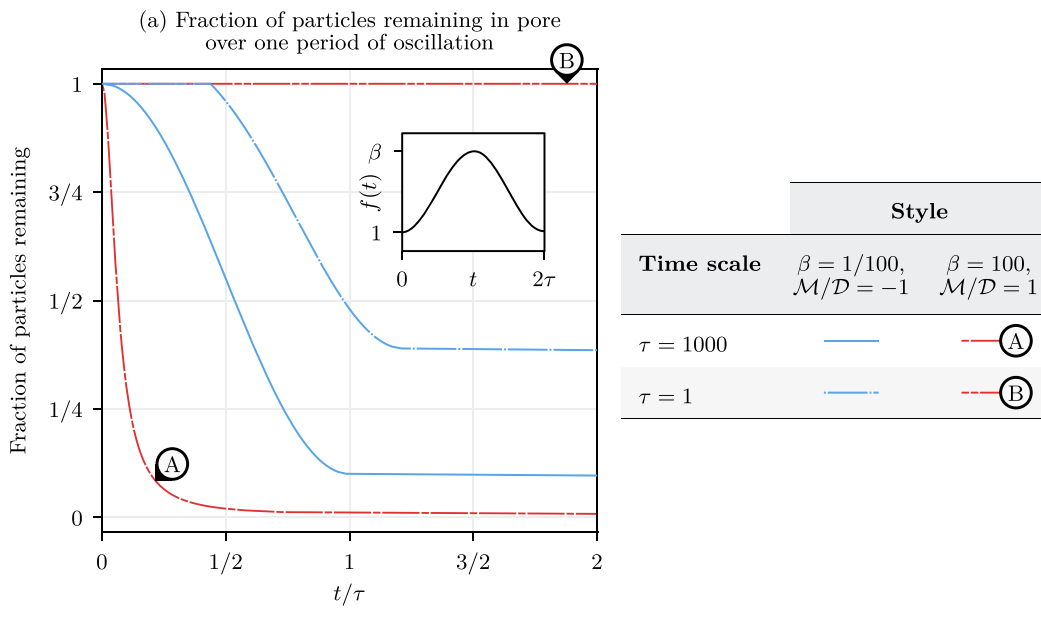 (a) Fraction of particles remaining in pore
over one period of oscillation
Fraction of particles remaining
1
3/4
1/2
1/4
0
0
1/2
1
3/2
2
t/τ
A
B
f(t)
β
1
0
t
2τ
Style
Time scale
β = 1/100,
ℳ/𝒟 = −1
β = 100,
ℳ/𝒟 = 1
τ = 1000
A
τ = 1
B